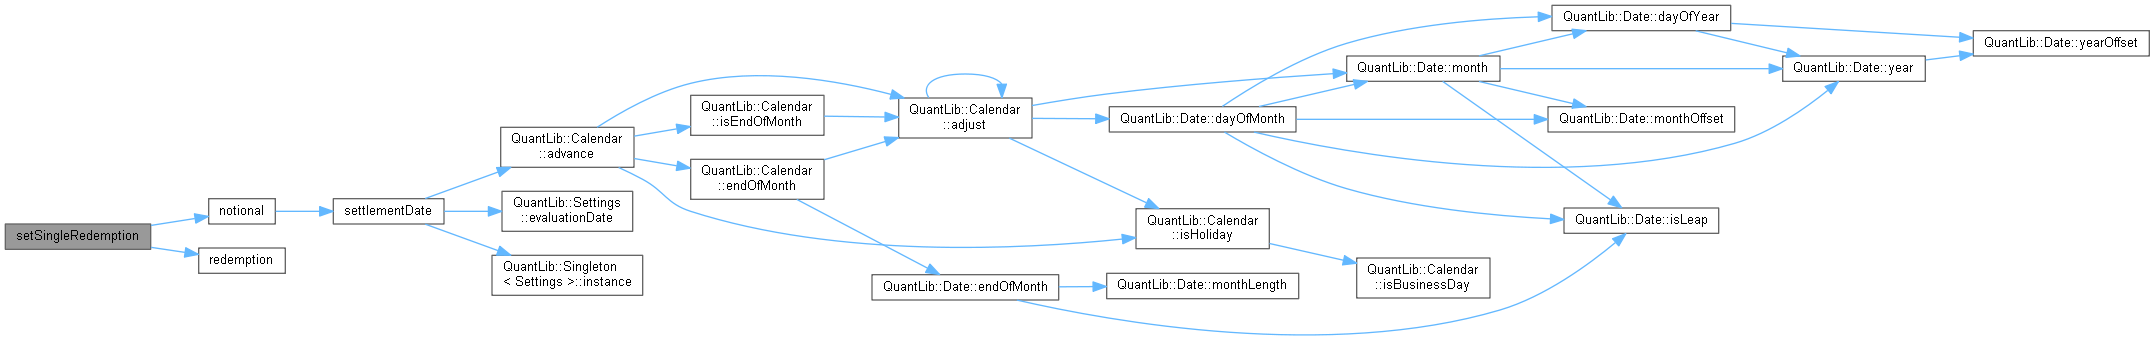 setSingleRedemption
notional
redemption
settlementDate
QuantLib::Calendar
::advance
QuantLib::Settings
::evaluationDate
QuantLib::Singleton
< Settings >::instance
QuantLib::Calendar
::isEndOfMonth
QuantLib::Calendar
::endOfMonth
QuantLib::Calendar
::adjust
QuantLib::Date::endOfMonth
QuantLib::Date::dayOfMonth
QuantLib::Calendar
::isHoliday
QuantLib::Date::monthLength
QuantLib::Date::month
QuantLib::Calendar
::isBusinessDay
QuantLib::Date::dayOfYear
QuantLib::Date::monthOffset
QuantLib::Date::isLeap
QuantLib::Date::year
QuantLib::Date::yearOffset